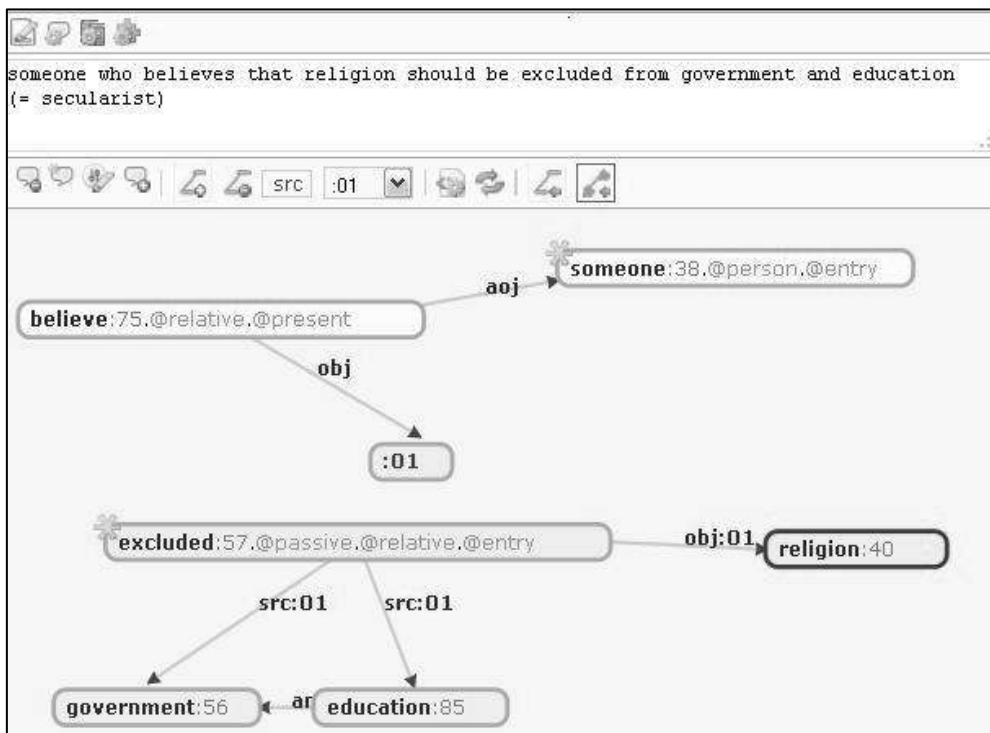 someone who believes that religion should be excluded from government and education
(= secularist)
src :01
someone:38.@person.@entry
aoj
believe:75.@relative.@present
obj
:01
excluded:57.@passive.@relative.@entry
obj:01
religion:40
src:01 src:01
government:56
education:85